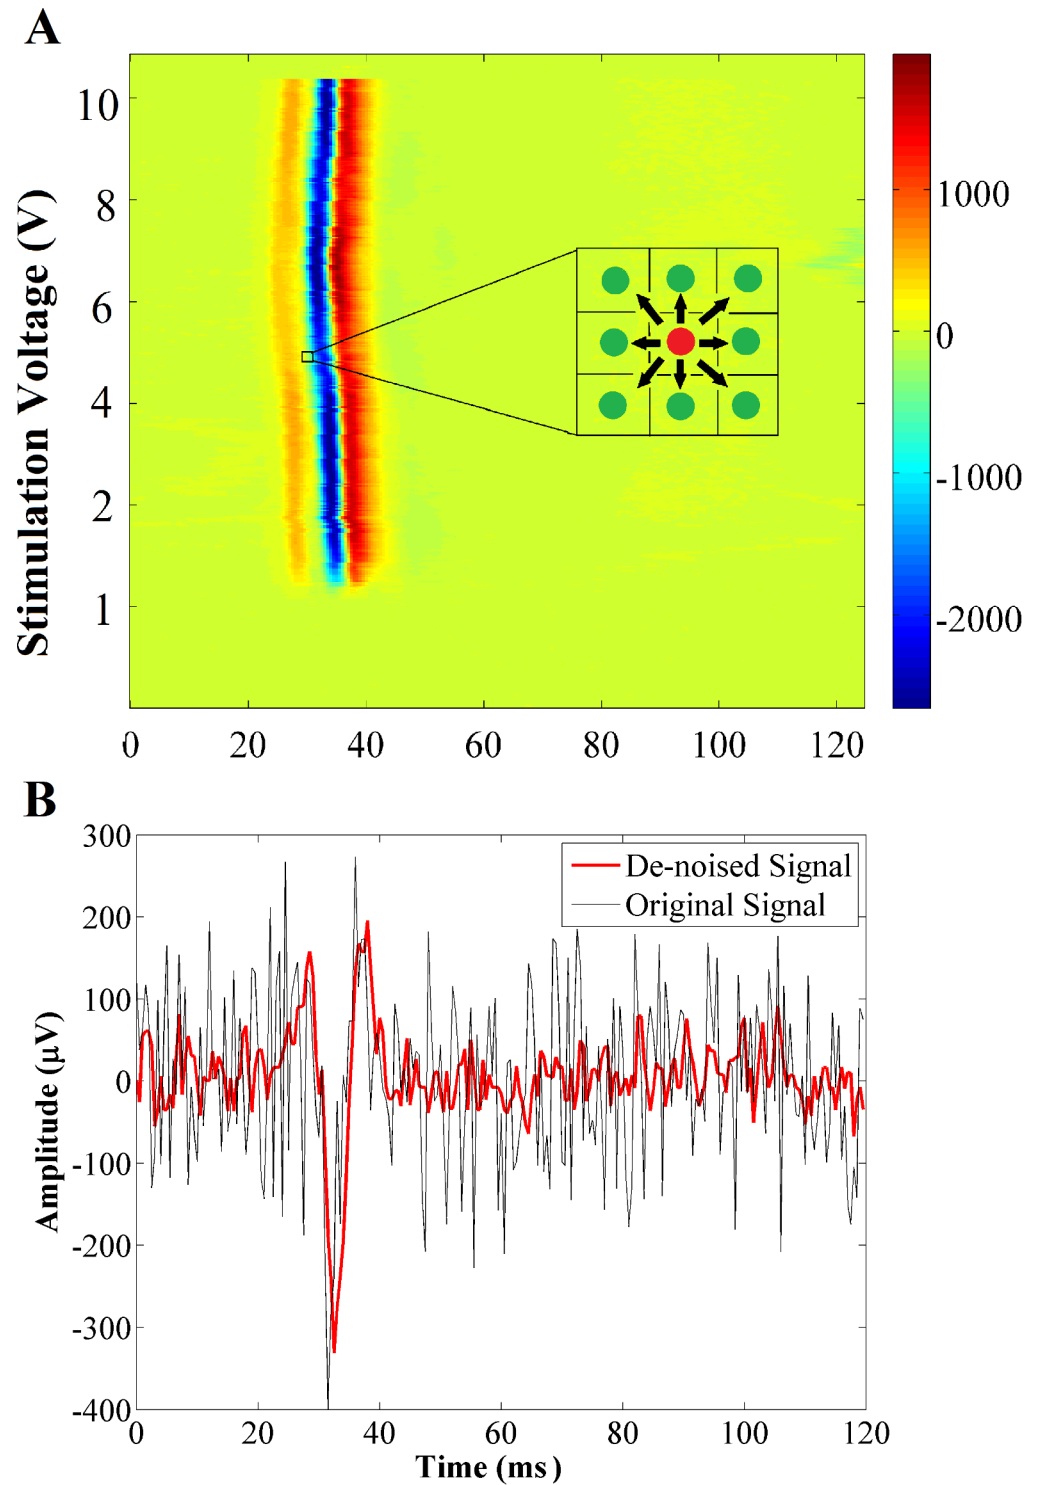 A
Stimulation Voltage (V)
10
8
6
4
2
1
0 20 40 60 80 100 120
1000
0
-1000
-2000
B
Amplitude (µV)
300
200
100
0
-100
-200
-300
-400
De-noised Signal
Original Signal
0 20 40 60 80 100 120
Time (ms)